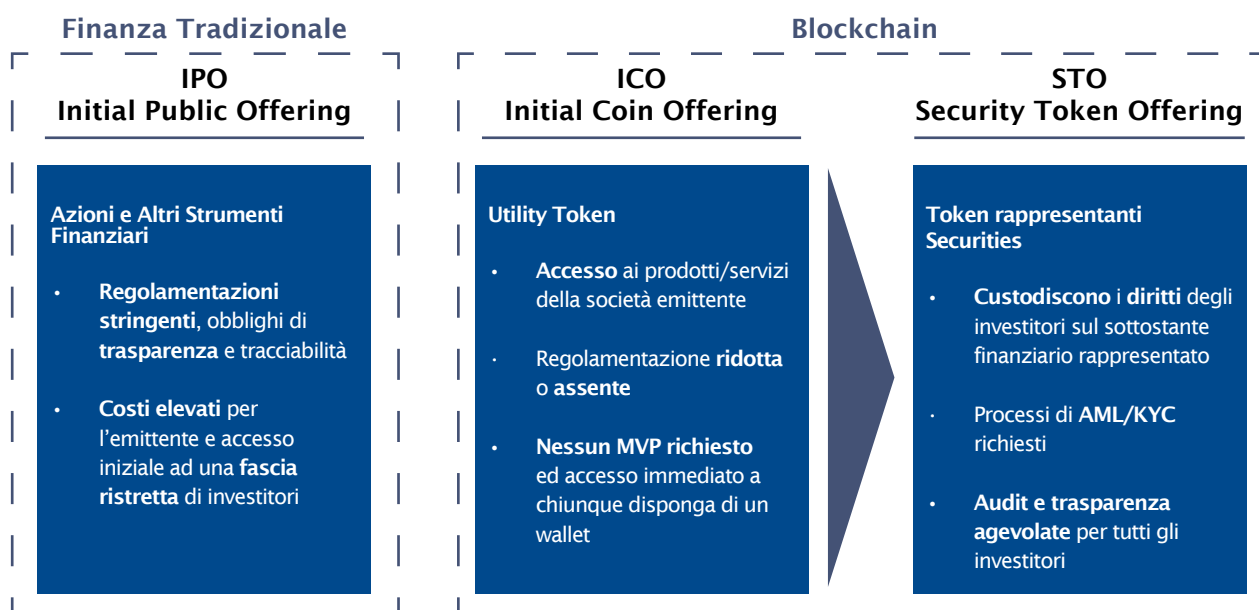 Finanza Tradizionale
Blockchain
IPO
Initial Public Offering
ICO
Initial Coin Offering
STO
Security Token Offering
Azioni e Altri Strumenti
Finanziari
• Regolamentazioni
stringenti, obblighi di
trasparenza e tracciabilità
• Costi elevati per
l'emittente e accesso
iniziale ad una fascia
ristretta di investitori
Utility Token
• Accesso ai prodotti/servizi
della società emittente
• Regolamentazione ridotta
o assente
• Nessun MVP richiesto
ed accesso immediato a
chiunque disponga di un
wallet
Token rappresentanti
Securities
• Custodiscono i diritti degli
investitori sul sottostante
finanziario rappresentato
• Processi di AML/KYC
richiesti
• Audit e trasparenza
agevolate per tutti gli
investitori